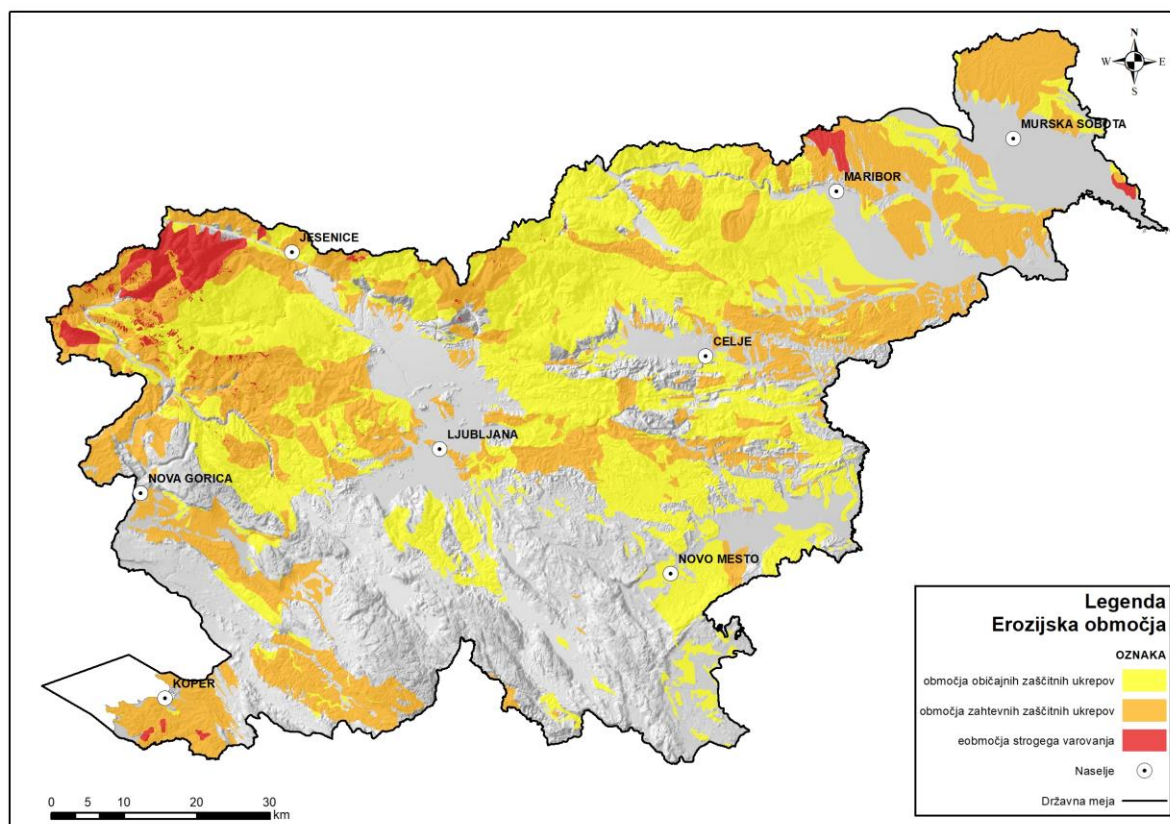 N
W E
S
MURSKA SOBOTA
MARIBOR
JESENICE
CELJE
LJUBLJANA
NOVA GORICA
NOVO MESTO
KOPER
Legenda
Erozijska območja
OZNAKA
območja običajnih zaščitnih ukrepov
območja zahtevnih zaščitnih ukrepov
eobmočja strogega varovanja
Naselje
Državna meja
0 5 10 20 30
km